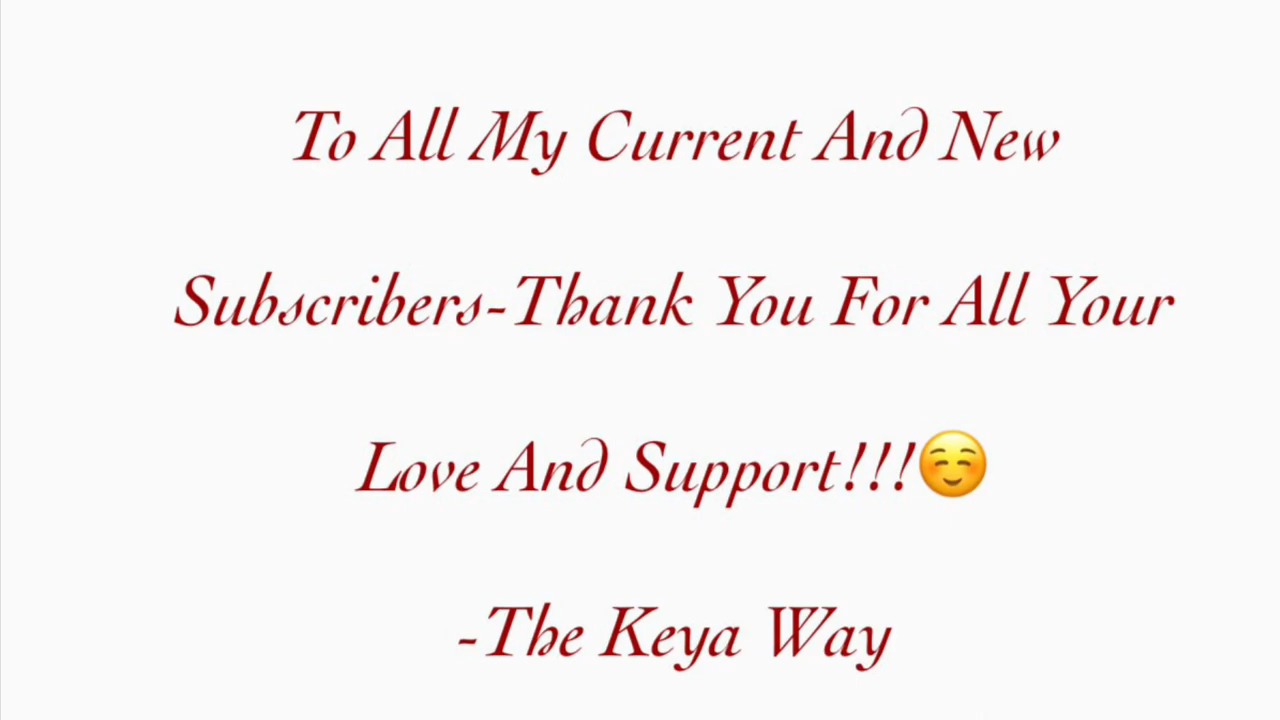 To All My Current And New
Subscribers-Thank You For All Your
Love And Support!!!☺️
-The Keya Way